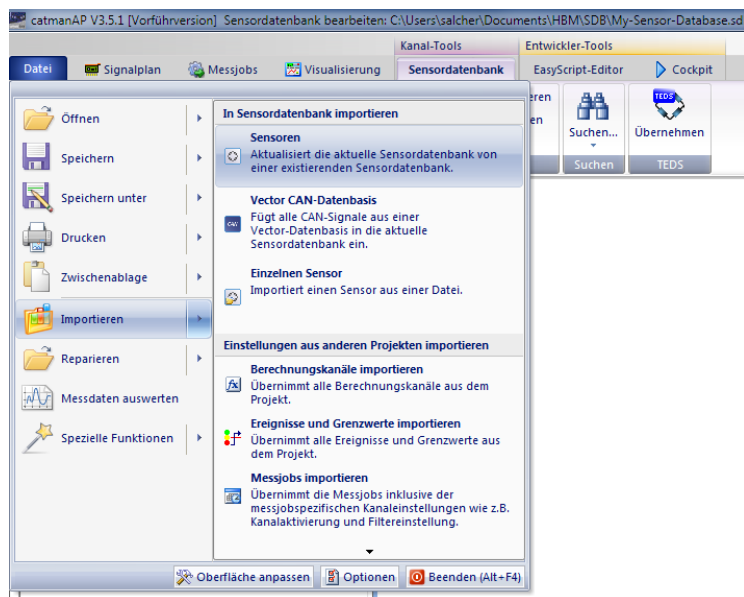 catmanAP V3.5.1 [Vorführversion] Sensordatenbank bearbeiten: C:\Users\salcher\Documents\HBM\SDB\My-Sensor-Database.sd
Kanal-Tools Entwickler-Tools
Datei Signalplan Messjobs Visualisierung Sensordatenbank EasyScript-Editor Cockpit
Öffnen
Speichern
Speichern unter
Drucken
Zwischenablage
Importieren
Reparieren
Messdaten auswerten
Spezielle Funktionen
In Sensordatenbank importieren
Sensoren
Aktualisiert die aktuelle Sensordatenbank von
einer existierenden Sensordatenbank.
Vector CAN-Datenbasis
Fügt alle CAN-Signale aus einer
Vector-Datenbasis in die aktuelle
Sensordatenbank ein.
Einzelnen Sensor
Importiert einen Sensor aus einer Datei.
Einstellungen aus anderen Projekten importieren
Berechnungskanäle importieren
Übernimmt alle Berechnungskanäle aus dem
Projekt.
Ereignisse und Grenzwerte importieren
Übernimmt alle Ereignisse und Grenzwerte aus
dem Projekt.
Messjobs importieren
Übernimmt die Messjobs inklusive der
messjobspezifischen Kanaleinstellungen wie z.B.
Kanalaktivierung und Filtereinstellung.
eren
en
Suchen...
Suchen
TEDS
Übernehmen
TEDS
Oberfläche anpassen Optionen Beenden (Alt+F4)